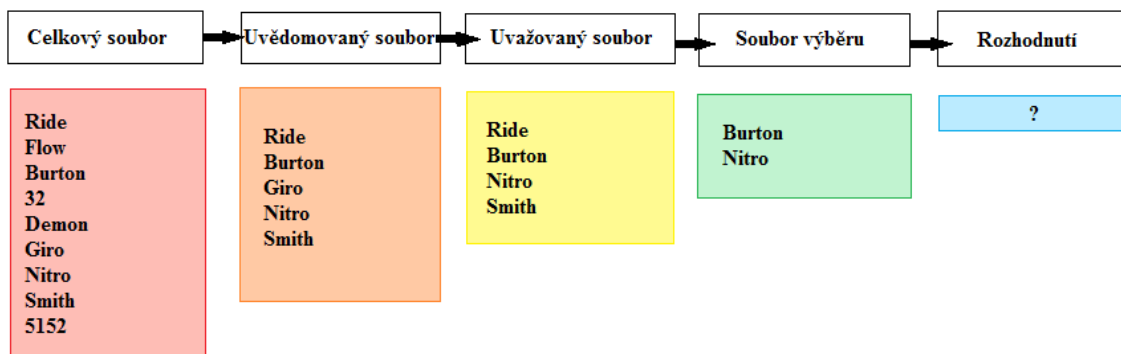 Celkový soubor
Uvědomovaný soubor
Uvažovaný soubor
Soubor výběru
Rozhodnutí
Ride
Flow
Burton
32
Demon
Giro
Nitro
Smith
5152
Ride
Burton
Giro
Nitro
Smith
Ride
Burton
Nitro
Smith
Burton
Nitro
?